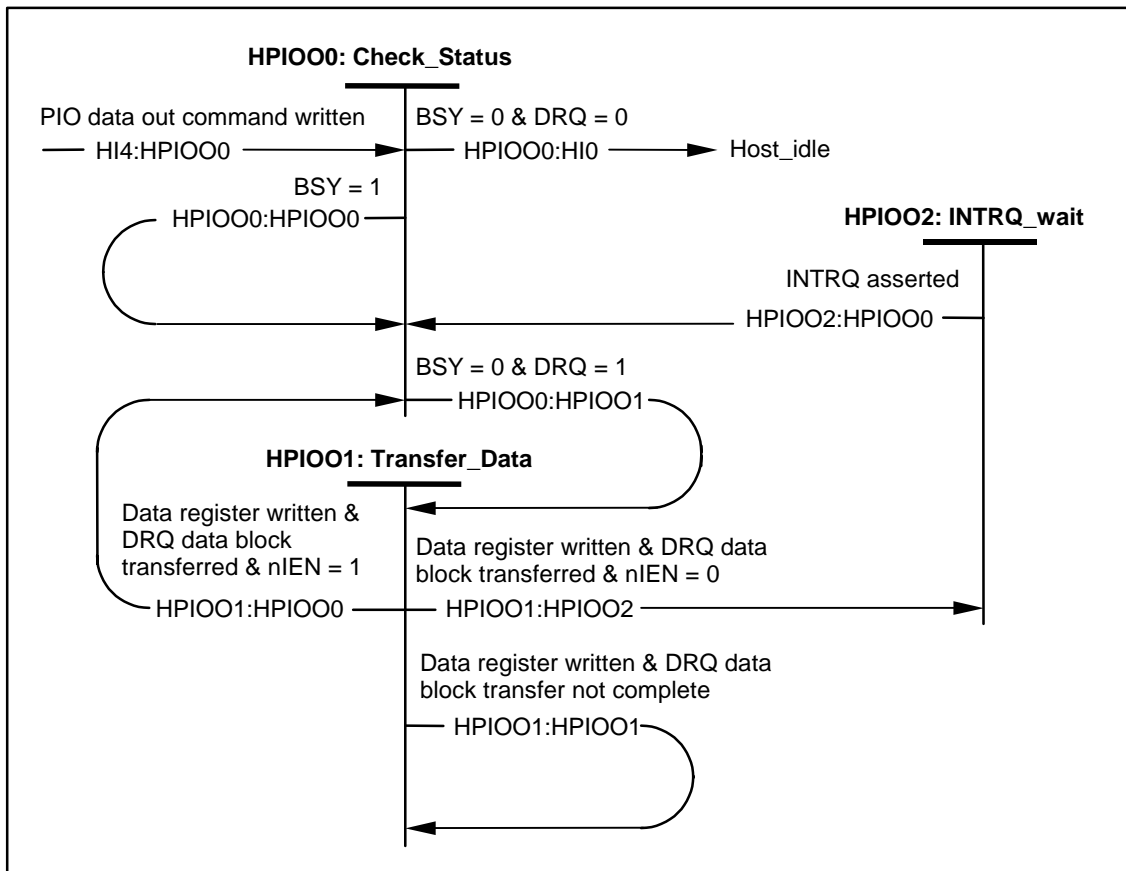 HPIOO0: Check_Status
PIO data out command written
BSY = 0 & DRQ = 0
HI4:HPIOO0
HPIOO0:HI0
Host_idle
BSY = 1
HPIOO0:HPIOO0
HPIOO2: INTRQ_wait
INTRQ asserted
HPIOO2:HPIOO0
BSY = 0 & DRQ = 1
HPIOO0:HPIOO1
HPIOO1: Transfer_Data
Data register written &
DRQ data block
transferred & nIEN = 1
Data register written & DRQ data
block transferred & nIEN = 0
HPIOO1:HPIOO0
HPIOO1:HPIOO2
Data register written & DRQ data
block transfer not complete
HPIOO1:HPIOO1